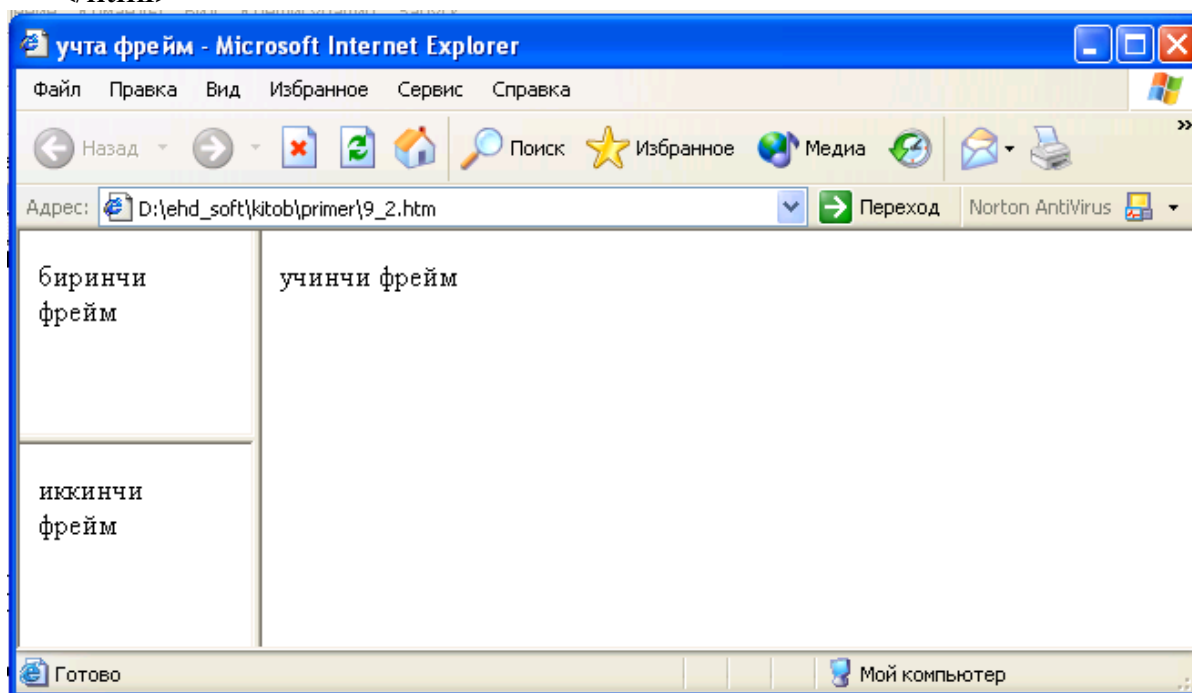 учта фрейм - Microsoft Internet Explorer
Файл Правка Вид Избранное Сервис Справка
Назад Поиск Избранное Медиа »
Адрес: D:\ehd_soft\kitob\primer\9_2.htm Переход Norton AntiVirus
биринчи
фрейм
учинчи фрейм
иккинчи
фрейм
Готово Мой компьютер